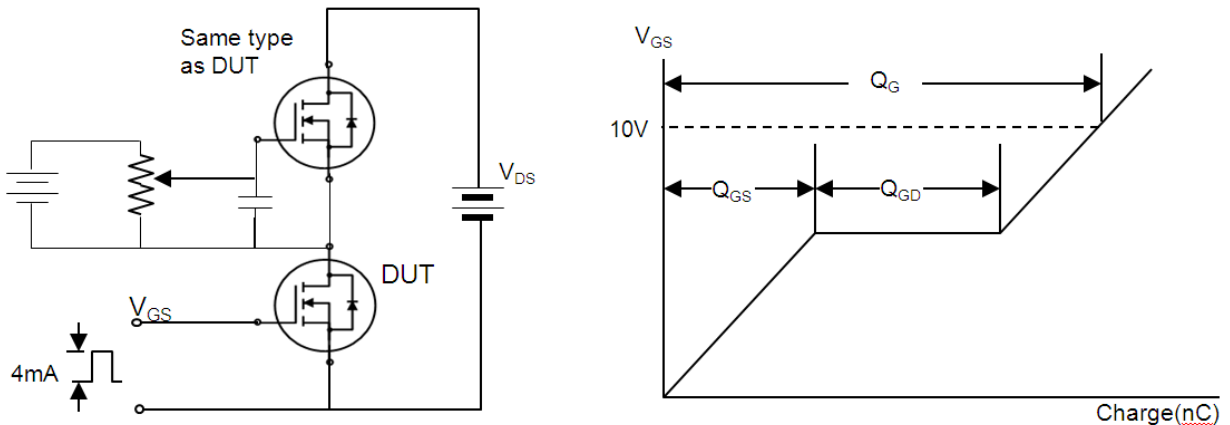 Same type
as DUT
VDS
DUT
VGS
4mA
VGS
QG
10V
QGS
QGD
Charge(nC)